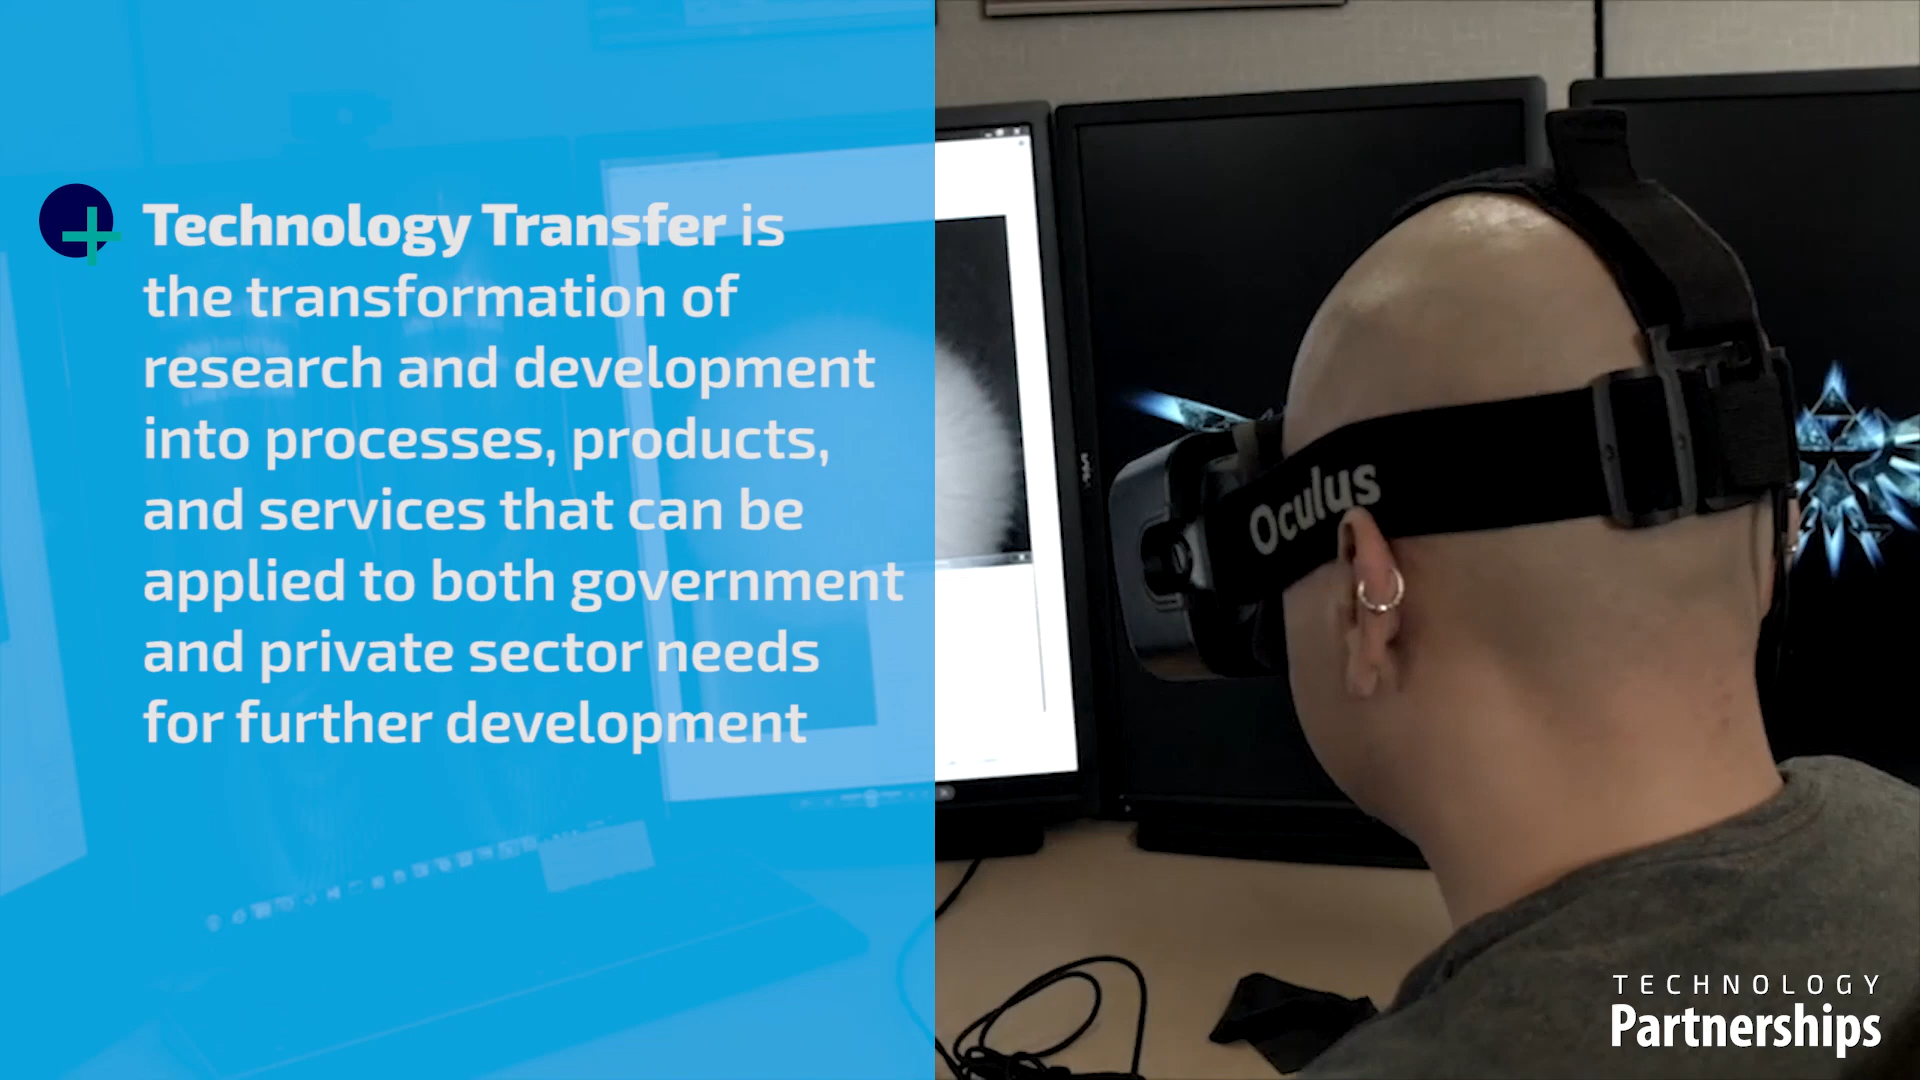 Technology Transfer is
the transformation of
research and development
into processes, products,
and services that can be
applied to both government
and private sector needs
for further development
Oculus
TECHNOLOGY
Partnerships